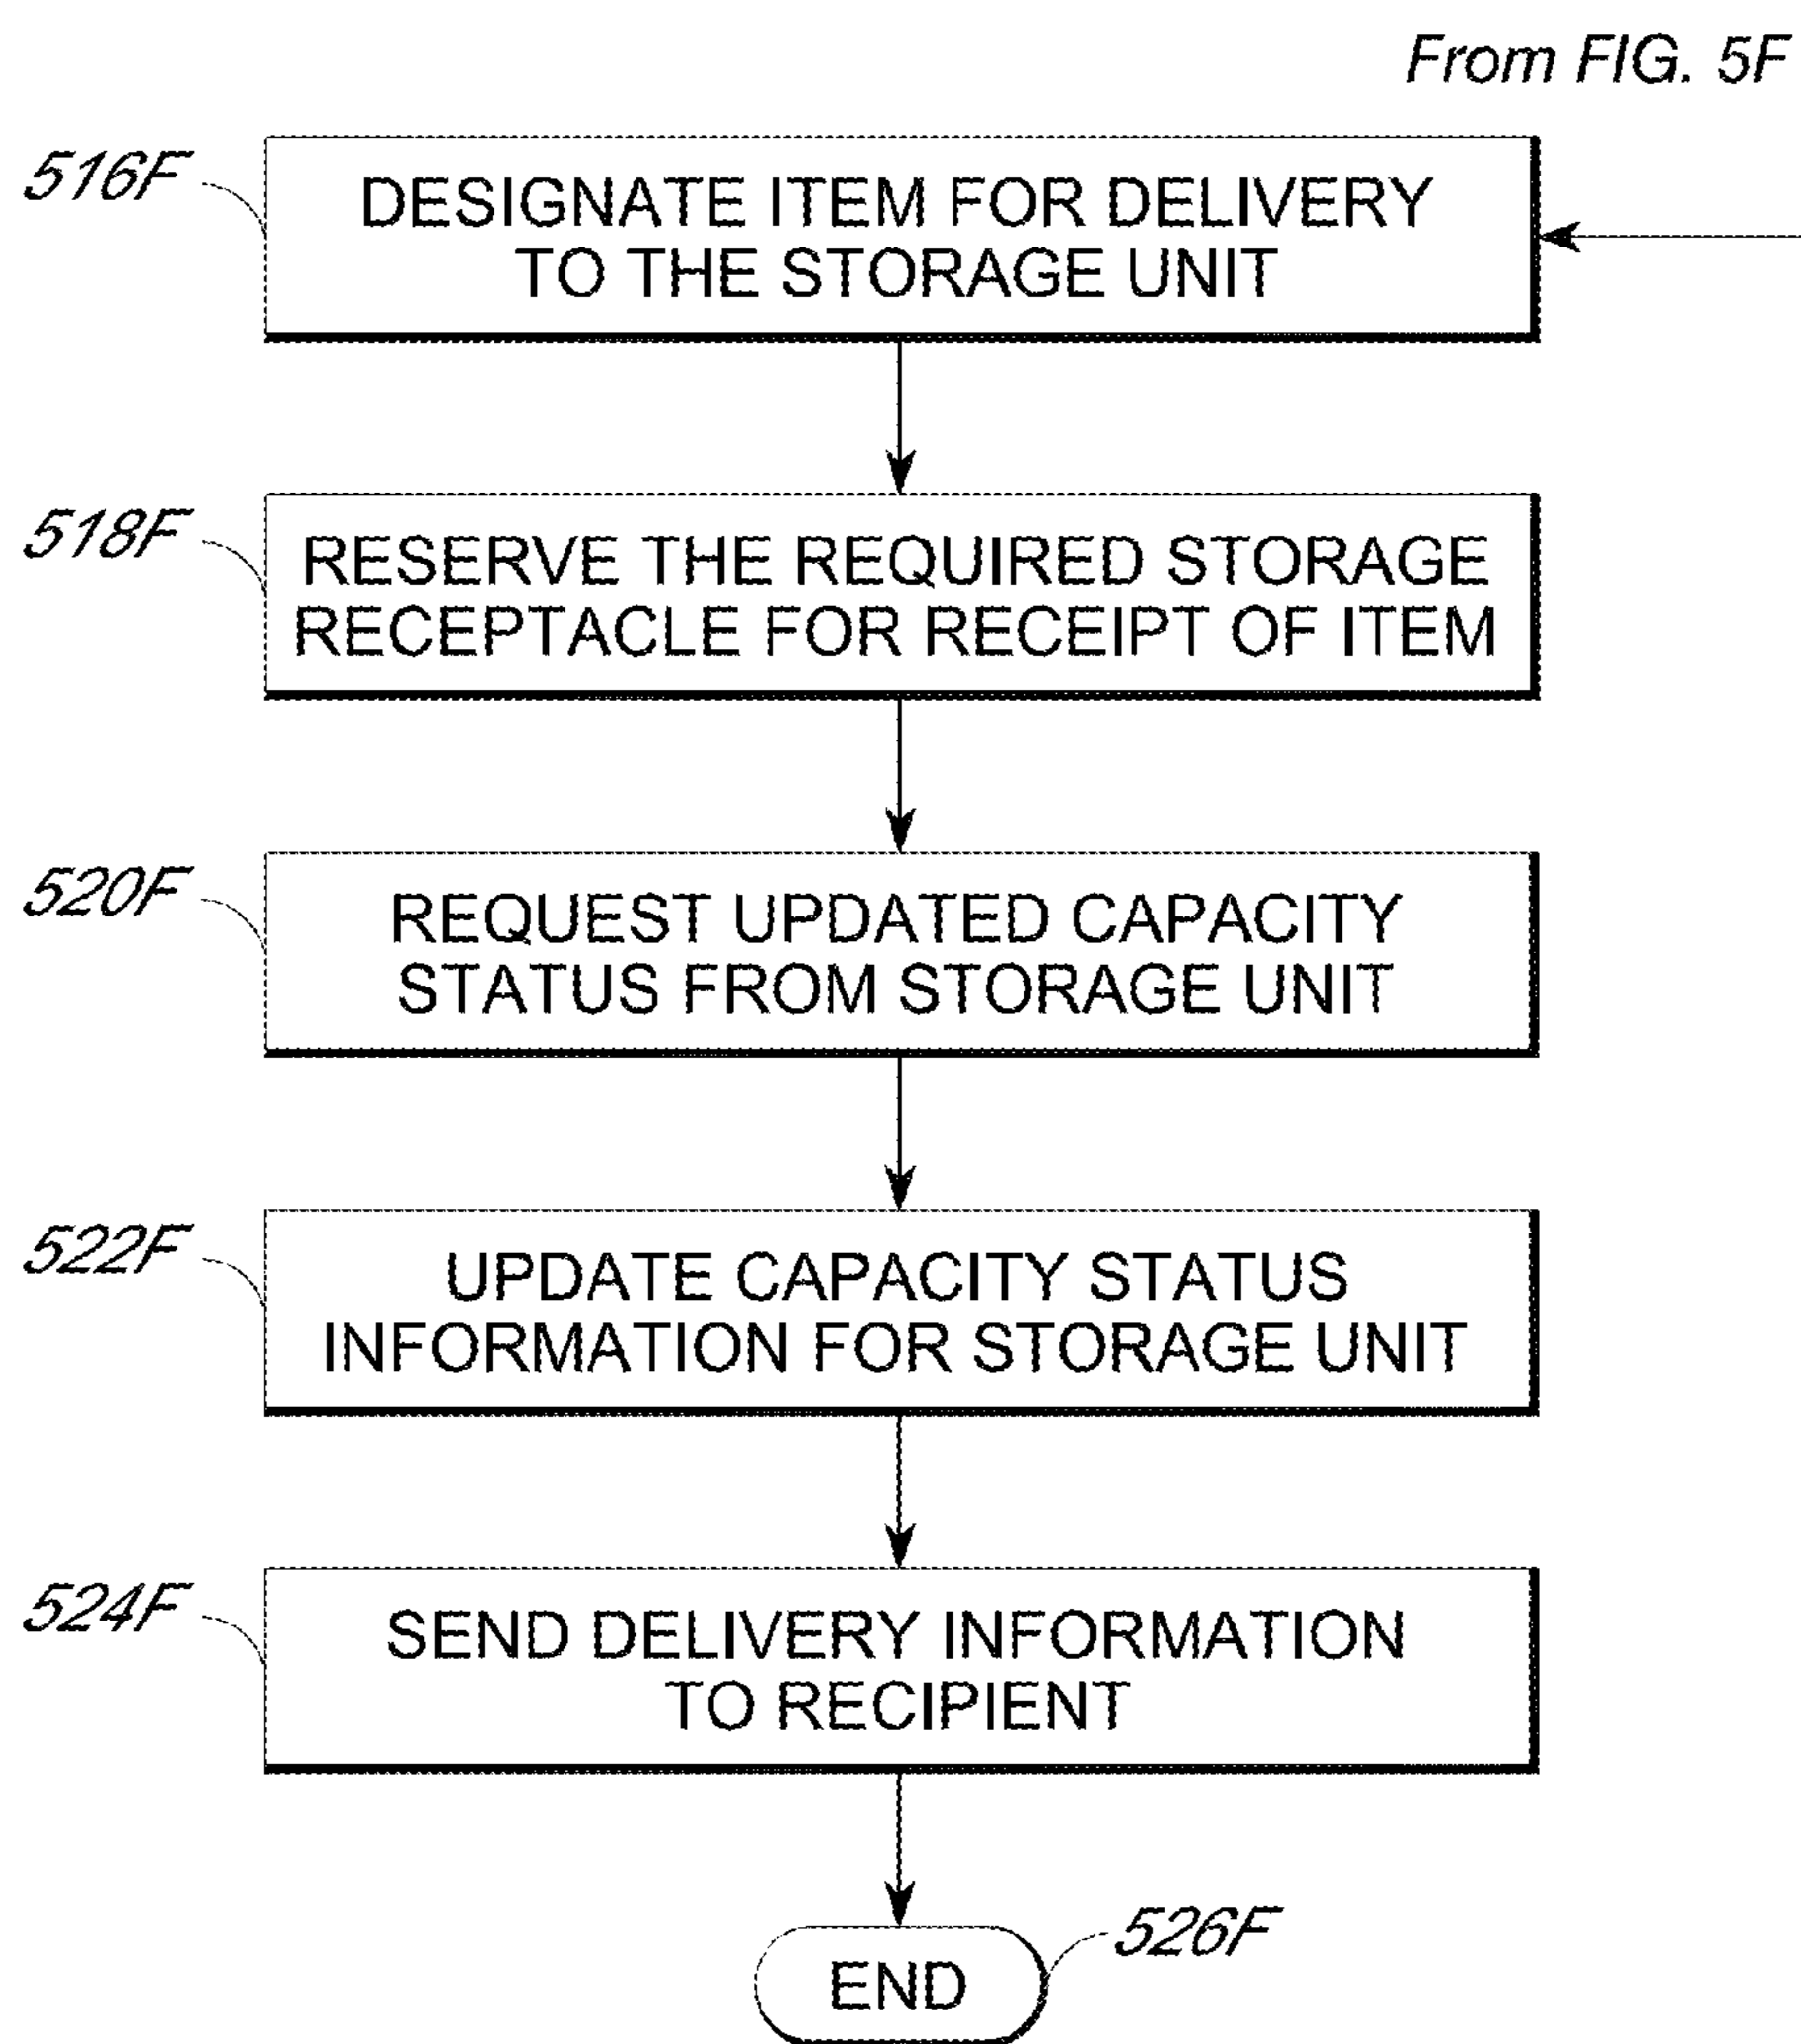 From FIG. 5F
516F
DESIGNATE ITEM FOR DELIVERY
TO THE STORAGE UNIT
518F
RESERVE THE REQUIRED STORAGE
RECEPTACLE FOR RECEIPT OF ITEM
520F
REQUEST UPDATED CAPACITY
STATUS FROM STORAGE UNIT
522F
UPDATE CAPACITY STATUS
INFORMATION FOR STORAGE UNIT
524F
SEND DELIVERY INFORMATION
TO RECIPIENT
526F
END